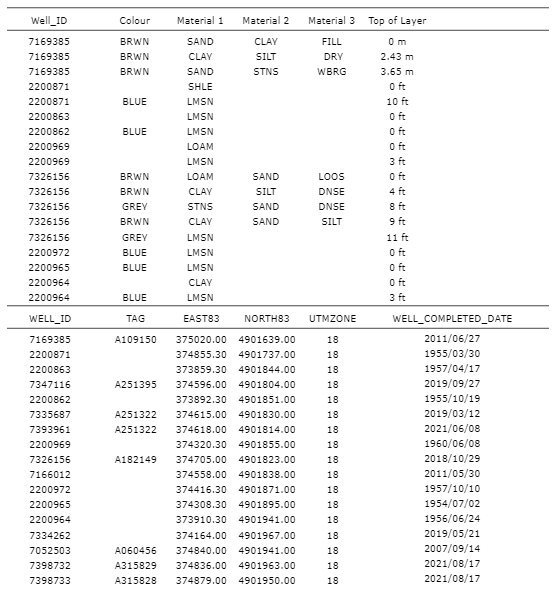 Well_ID Colour Material 1 Material 2 Material 3 Top of Layer
7169385 BRWN SAND CLAY FILL 0 m
7169385 BRWN CLAY SILT DRY 2.43 m
7169385 BRWN SAND STNS WBRG 3.65 m
2200871 SHLE 0 ft
2200871 BLUE LMSN 10 ft
2200863 LMSN 0 ft
2200862 BLUE LMSN 0 ft
2200969 LOAM 0 ft
2200969 LMSN 3 ft
7326156 BRWN LOAM SAND LOOS 0 ft
7326156 BRWN CLAY SILT DNSE 4 ft
7326156 GREY STNS SAND DNSE 8 ft
7326156 BRWN CLAY SAND SILT 9 ft
7326156 GREY LMSN 11 ft
2200972 BLUE LMSN 0 ft
2200965 BLUE LMSN 0 ft
2200964 CLAY 0 ft
2200964 BLUE LMSN 3 ft
WELL_ID TAG EAST83 NORTH83 UTMZONE WELL_COMPLETED_DATE
7169385 A109150 375020.00 4901639.00 18 2011/06/27
2200871 374855.30 4901737.00 18 1955/03/30
2200863 373859.30 4901844.00 18 1957/04/17
7347116 A251395 374596.00 4901804.00 18 2019/09/27
2200862 373892.30 4901851.00 18 1955/10/19
7335687 A251322 374615.00 4901830.00 18 2019/03/12
7393961 A251322 374618.00 4901814.00 18 2021/06/08
2200969 374320.30 4901855.00 18 1960/06/08
7326156 A182149 374705.00 4901823.00 18 2018/10/29
7166012 374558.00 4901838.00 18 2011/05/30
2200972 374416.30 4901871.00 18 1957/10/10
2200965 374308.30 4901895.00 18 1954/07/02
2200964 373910.30 4901941.00 18 1956/06/24
7334262 374164.00 4901967.00 18 2019/05/21
7052503 A060456 374840.00 4901941.00 18 2007/09/14
7398732 A315829 374836.00 4901963.00 18 2021/08/17
7398733 A315828 374879.00 4901950.00 18 2021/08/17